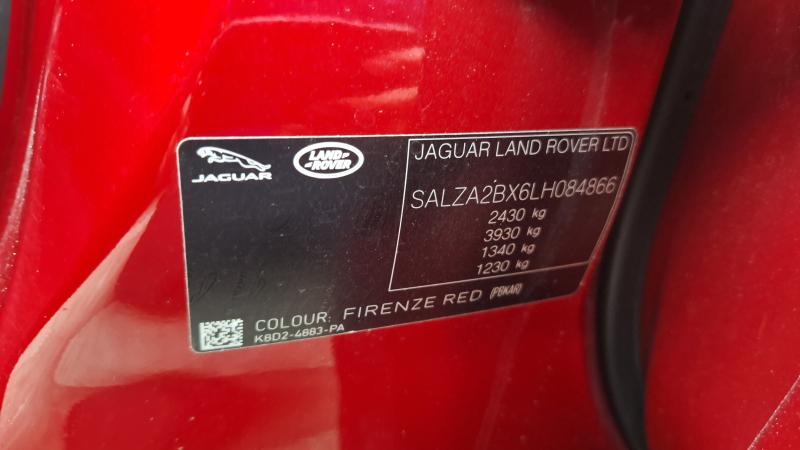 JAGUAR
LAND ROVER
JAGUAR LAND ROVER LTD
SALZA2BX6LH084866
2430 kg
3930 kg
1340 kg
1230 kg
COLOUR: FIRENZE RED (PBKAR)
K8D2-4883-PA